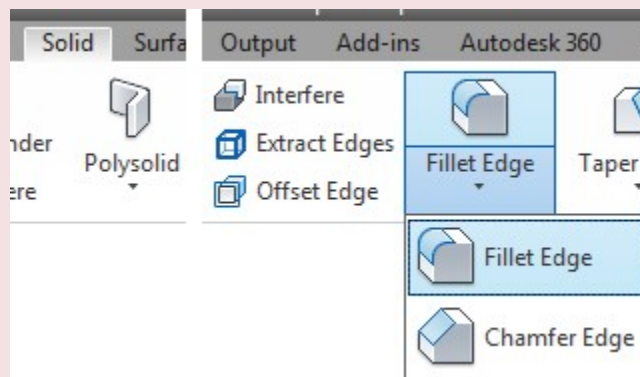 Solid Surfa
nder
ere
Polysolid
Output Add-ins Autodesk 360
Interfere
Extract Edges
Offset Edge
Fillet Edge
Taper
Fillet Edge
Chamfer Edge